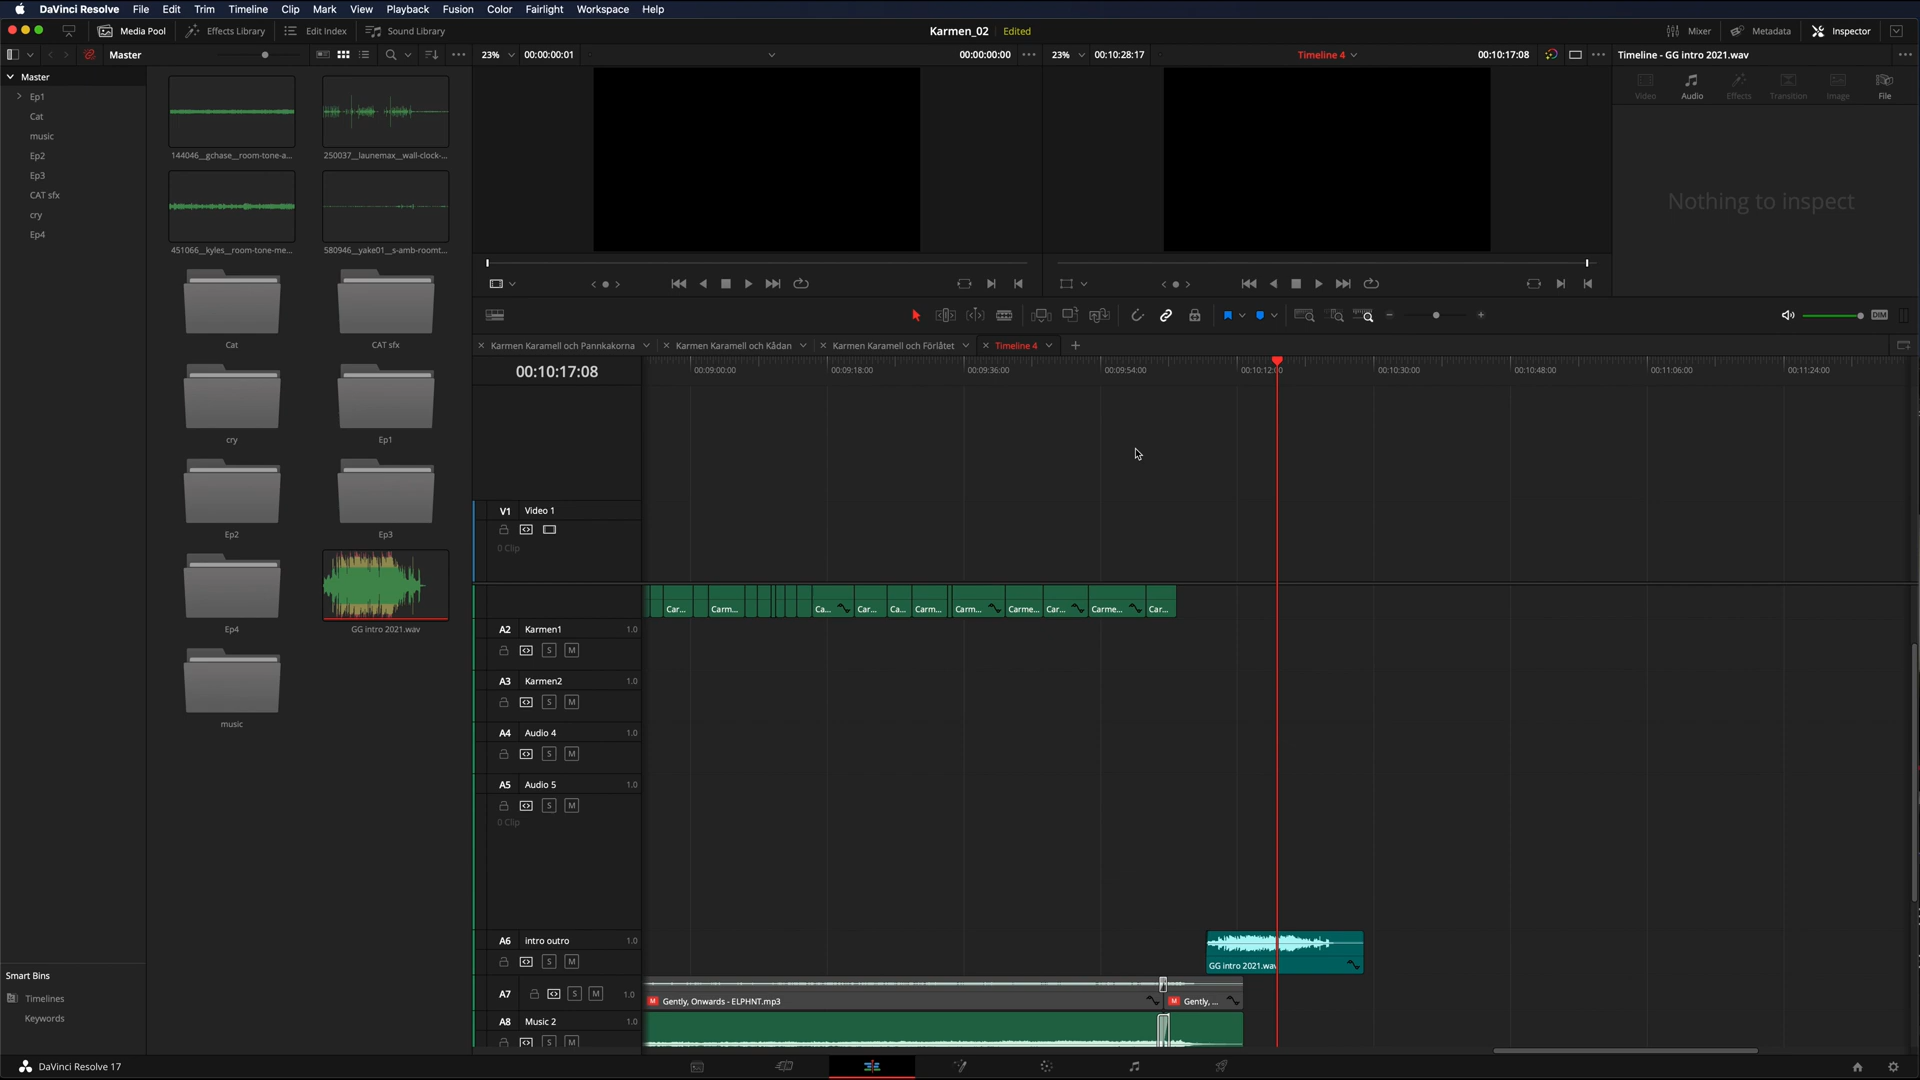 DaVinci Resolve File Edit Trim Timeline Clip Mark View Playback Fusion Color Fairlight Workspace Help
Media Pool Effects Library Edit Index Sound Library Karmen_02 Edited Mixer Metadata Inspector
Master 23% 00:00:00:01 00:00:00:00 23% 00:10:28:17 Timeline 4 00:10:17:08 Timeline - GG intro 2021.wav
Master
Ep1
Cat
music
Ep2
Ep3
CAT sfx
cry
Ep4
144046__gchase__room-tone-a...
250037__launemax__wall-clock-...
451066__kyles__room-tone-me...
580946__yake01__s-amb-roomt...
Cat
CAT sfx
cry
Ep1
Ep2
Ep3
Ep4
GG intro 2021.wav
music
Video Audio Effects Transition Image File
Nothing to inspect
DIM
Karmen Karamell och Pannkakorna Karmen Karamell och Kådan Karmen Karamell och Förlåtet Timeline 4
00:10:17:08
00:09:00:00 00:09:18:00 00:09:36:00 00:09:54:00 00:10:12:00 00:10:30:00 00:10:48:00 00:11:06:00 00:11:24:00
V1 Video 1
0 Clip
Car... Carm... Ca... Car... Ca... Carm... Carm... Carme... Car... Carme... Car...
A2 Karmen1 1.0
S M
A3 Karmen2 1.0
S M
A4 Audio 4 1.0
S M
A5 Audio 5 1.0
S M
0 Clip
A6 intro outro 1.0
S M
GG intro 2021.wav
A7 S M 1.0
M Gently, Onwards - ELPHNT.mp3 M Gently, ...
A8 Music 2 1.0
S M
Smart Bins
Timelines
Keywords
DaVinci Resolve 17